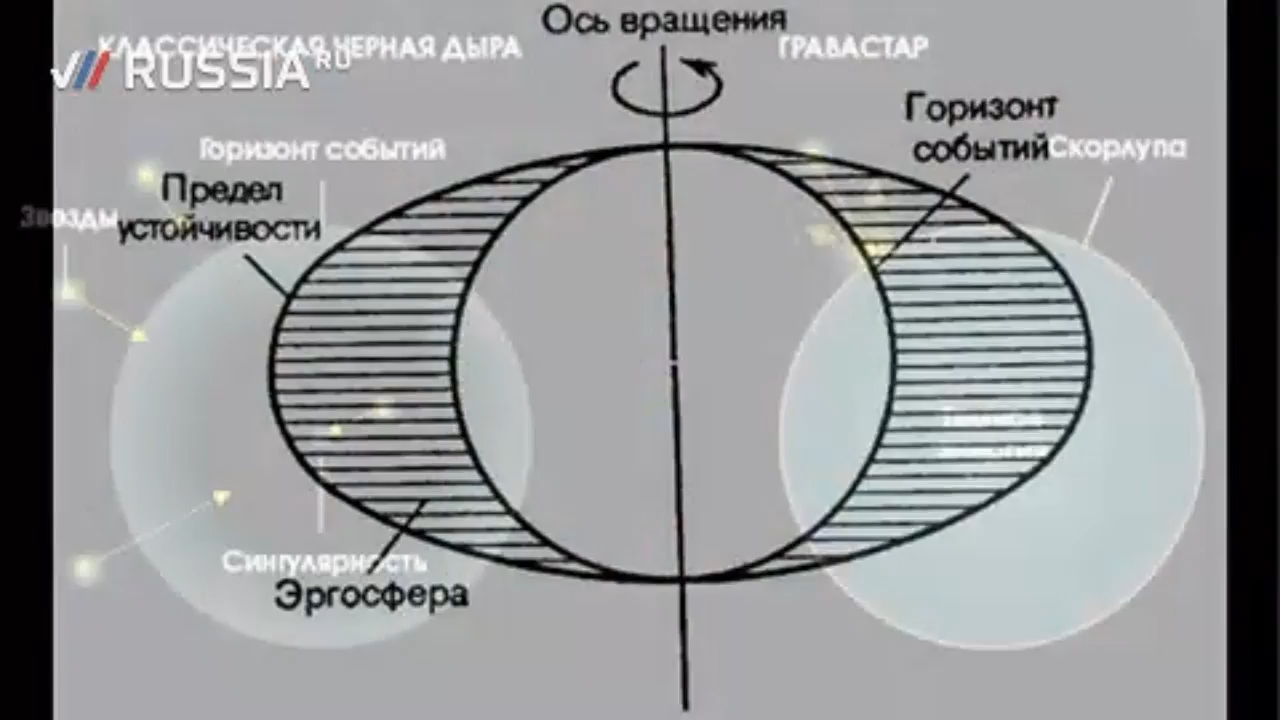 Ось вращения
КЛАССИЧЕСКАЯ ЧЕРНАЯ ДЫРА
ГРАВАСТАР
RUSSIA.RU
Горизонт
событий
Скорлупа
Горизонт событий
Предел
устойчивости
Звезды
Сингулярность
Эргосфера